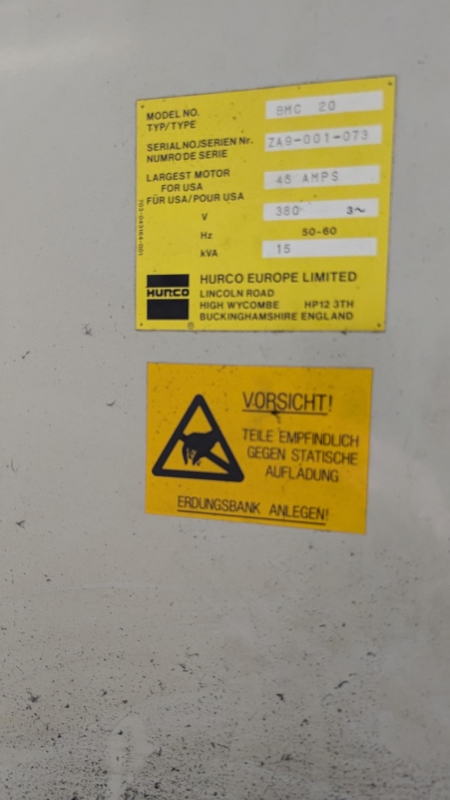 MODEL NO. BMC 20
TYP/TYPE
SERIALNO/SERIEN Nr. ZA9-001-073
NUMRO DE SERIE
LARGEST MOTOR 45 AMPS
FOR USA
FÜR USA/POUR USA
V 380 3~
Hz 50-60
kVA 15
HURCO
HURCO EUROPE LIMITED
LINCOLN ROAD
HIGH WYCOMBE HP12 3TH
BUCKINGHAMSHIRE ENGLAND
VORSICHT!
TEILE EMPFINDLICH
GEGEN STATISCHE
AUFLADUNG
ERDUNGSBANK ANLEGEN!